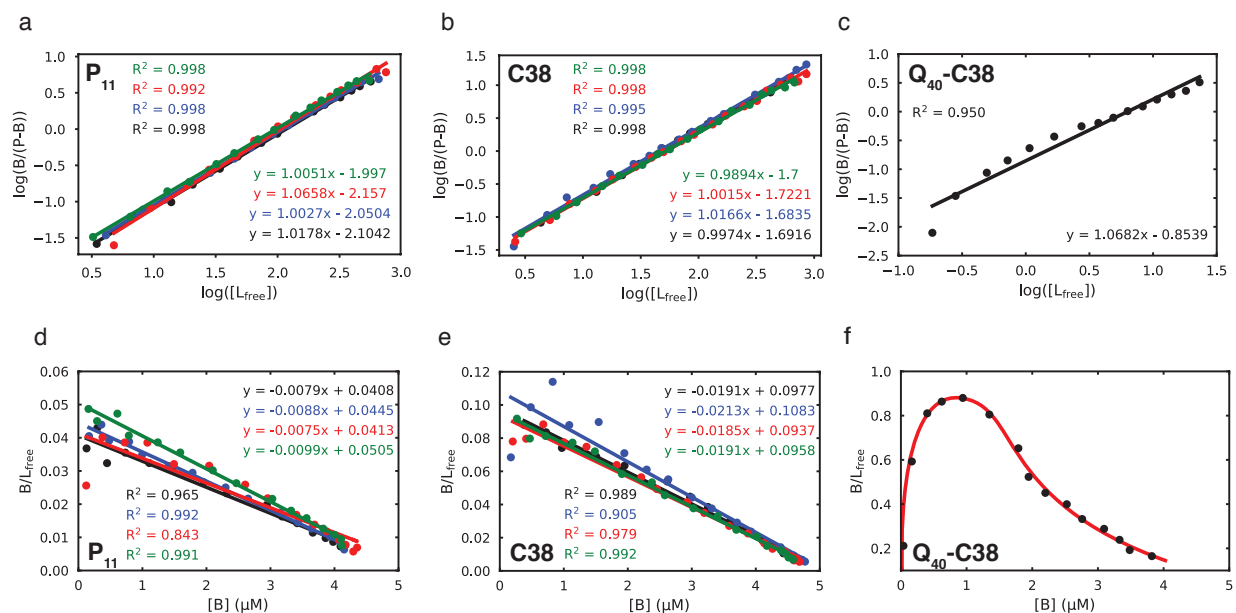 a
P11
R² = 0.998
R² = 0.992
R² = 0.998
R² = 0.998
y = 1.0051x - 1.997
y = 1.0658x - 2.157
y = 1.0027x - 2.0504
y = 1.0178x - 2.1042
log(B/(P−B))
1.0
0.5
0.0
−0.5
−1.0
−1.5
0.5 1.0 1.5 2.0 2.5 3.0
log([Lfree])
b
C38
R² = 0.998
R² = 0.998
R² = 0.995
R² = 0.998
y = 0.9894x - 1.7
y = 1.0015x - 1.7221
y = 1.0166x - 1.6835
y = 0.9974x - 1.6916
log(B/(P−B))
1.5
1.0
0.5
0.0
−0.5
−1.0
−1.5
0.5 1.0 1.5 2.0 2.5 3.0
log([Lfree])
c
Q40-C38
R² = 0.950
y = 1.0682x - 0.8539
log(B/(P−B))
1.5
1.0
0.5
0.0
−0.5
−1.0
−1.5
−2.0
−2.5
−1.0 −0.5 0.0 0.5 1.0 1.5
log([Lfree])
d
y = -0.0079x + 0.0408
y = -0.0088x + 0.0445
y = -0.0075x + 0.0413
y = -0.0099x + 0.0505
R² = 0.965
R² = 0.992
R² = 0.843
R² = 0.991
P11
B/Lfree
0.06
0.05
0.04
0.03
0.02
0.01
0.00
0 1 2 3 4 5
[B] (μM)
e
y = -0.0191x + 0.0977
y = -0.0213x + 0.1083
y = -0.0185x + 0.0937
y = -0.0191x + 0.0958
R² = 0.989
R² = 0.905
R² = 0.979
R² = 0.992
C38
B/Lfree
0.12
0.10
0.08
0.06
0.04
0.02
0.00
0 1 2 3 4 5
[B] (μM)
f
Q40-C38
B/Lfree
1.0
0.8
0.6
0.4
0.2
0 1 2 3 4 5
[B] (μM)